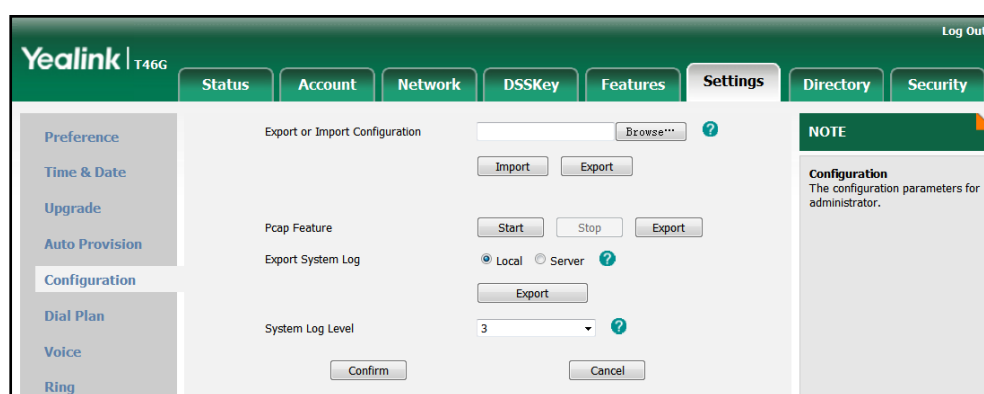 Log Out
Yealink | T46G
Status Account Network DSSKey Features Settings Directory Security
Preference
Time & Date
Upgrade
Auto Provision
Configuration
Dial Plan
Voice
Ring
Export or Import Configuration Browse...
Import Export
Pcap Feature Start Stop Export
Export System Log Local Server
Export
System Log Level 3
Confirm Cancel
NOTE
Configuration
The configuration parameters for
administrator.